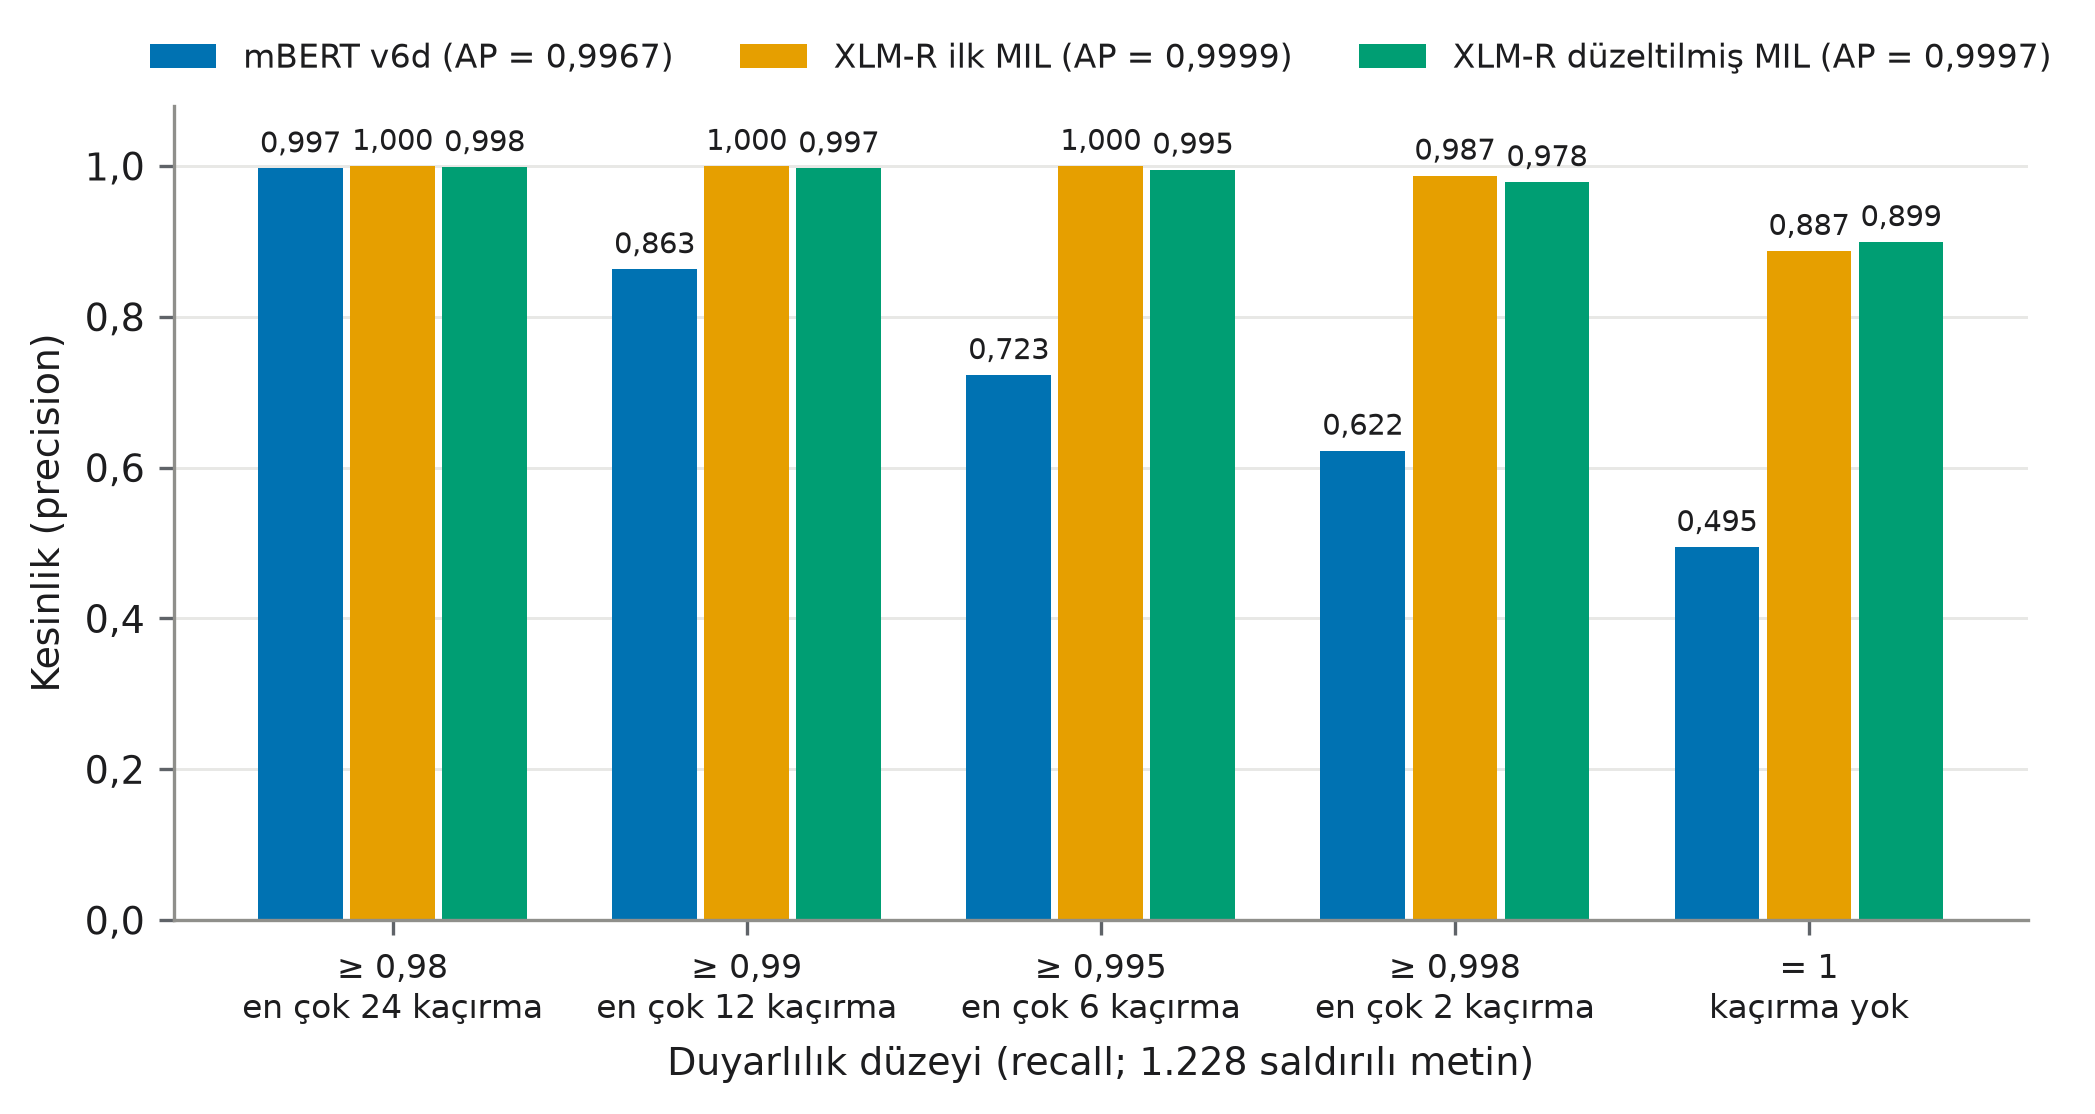 mBERT v6d (AP = 0,9967) XLM-R ilk MIL (AP = 0,9999) XLM-R düzeltilmiş MIL (AP = 0,9997)
0,997 1,000 0,998 1,000 0,997 1,000 0,995 0,987 0,978
1,0
0,887 0,899
0,863
0,8
0,723
0,622
0,6
0,495
0,4
0,2
0,0
Kesinlik (precision)
≥ 0,98 ≥ 0,99 ≥ 0,995 ≥ 0,998 = 1
en çok 24 kaçırma en çok 12 kaçırma en çok 6 kaçırma en çok 2 kaçırma kaçırma yok
Duyarlılık düzeyi (recall; 1.228 saldırılı metin)